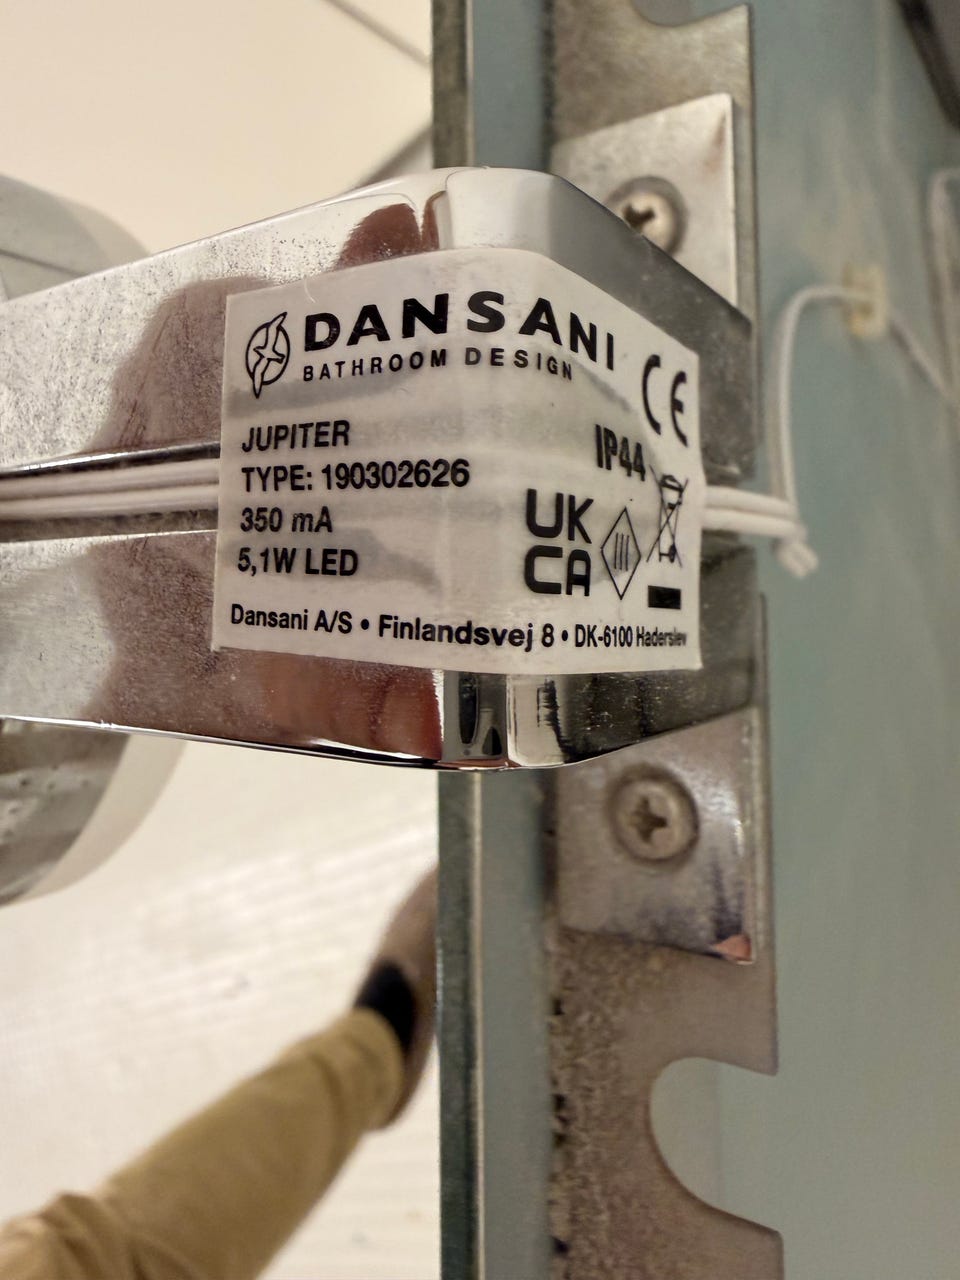 DANSANI
BATHROOM DESIGN
CE
JUPITER
TYPE: 190302626
350 mA
5,1W LED
IP44
UK
CA
Dansani A/S • Finlandsvej 8 • DK-6100 Haderslev